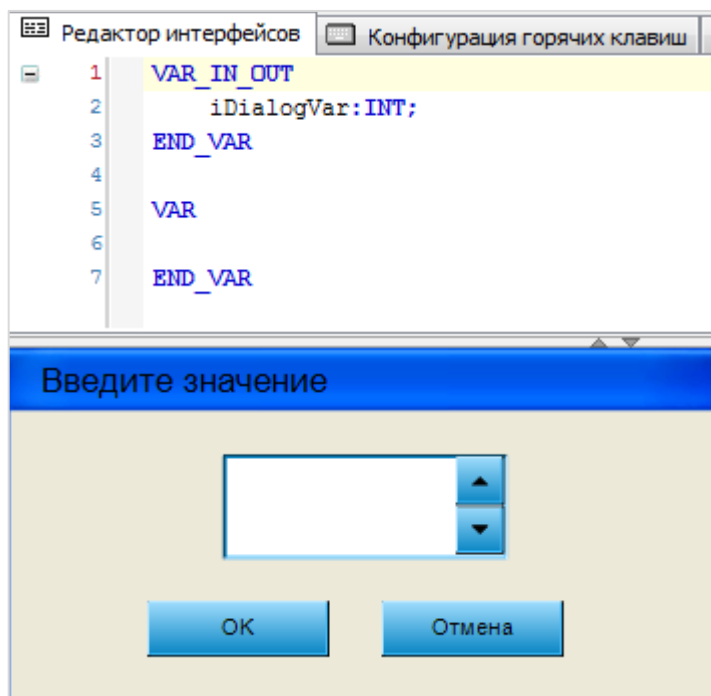 Редактор интерфейсов Конфигурация горячих клавиш
1 VAR_IN_OUT
2 iDialogVar:INT;
3 END_VAR
4
5 VAR
6
7 END_VAR
Введите значение
OK Отмена